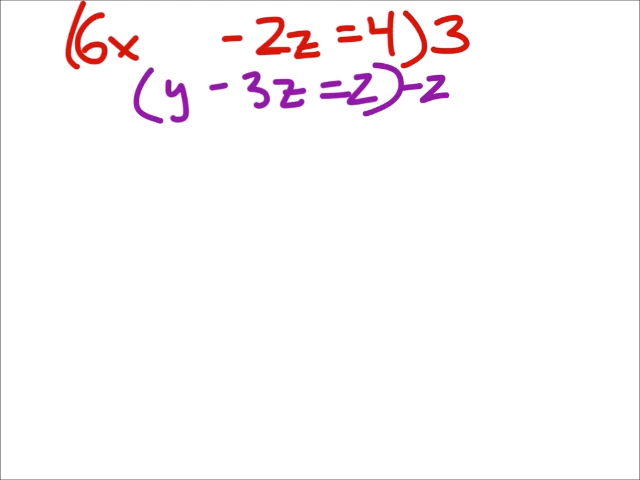 (6x - 2z = 4)3
(y - 3z = 2) - 2